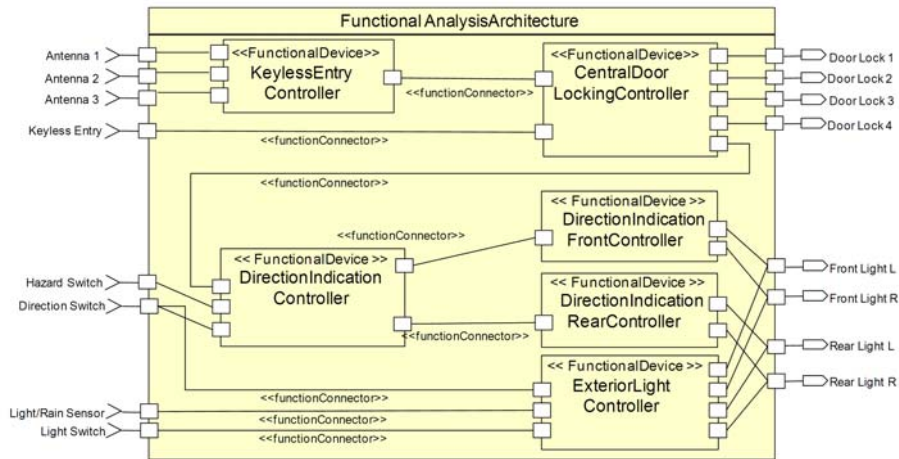 Functional AnalysisArchitecture
Antenna 1
Antenna 2
Antenna 3
Keyless Entry
<<FunctionalDevice>>
KeylessEntry
Controller
<<functionConnector>>
<<FunctionalDevice>>
CentralDoor
LockingController
Door Lock 1
Door Lock 2
Door Lock 3
Door Lock 4
<<functionConnector>>
<<functionConnector>>
Hazard Switch
Direction Switch
<< FunctionalDevice >>
DirectionIndication
Controller
<<functionConnector>>
<<functionConnector>>
<< FunctionalDevice >>
DirectionIndication
FrontController
<< FunctionalDevice >>
DirectionIndication
RearController
Front Light L
Front Light R
Rear Light L
Rear Light R
Light/Rain Sensor
Light Switch
<<functionConnector>>
<<functionConnector>>
<<functionConnector>>
<< FunctionalDevice >>
ExteriorLight
Controller